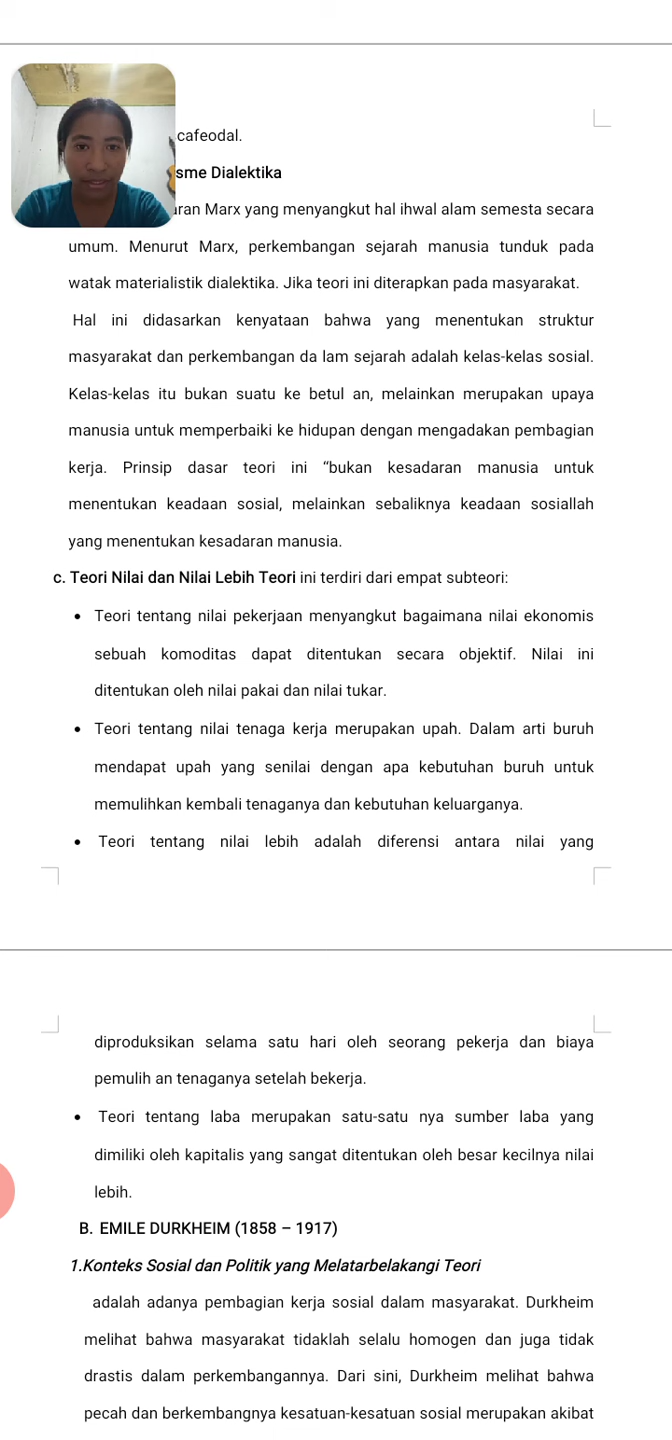 cafeodal.
sme Dialektika
ran Marx yang menyangkut hal ihwal alam semesta secara
umum. Menurut Marx, perkembangan sejarah manusia tunduk pada
watak materialistik dialektika. Jika teori ini diterapkan pada masyarakat.
Hal ini didasarkan kenyataan bahwa yang menentukan struktur
masyarakat dan perkembangan da lam sejarah adalah kelas-kelas sosial.
Kelas-kelas itu bukan suatu ke betul an, melainkan merupakan upaya
manusia untuk memperbaiki ke hidupan dengan mengadakan pembagian
kerja. Prinsip dasar teori ini “bukan kesadaran manusia untuk
menentukan keadaan sosial, melainkan sebaliknya keadaan sosiallah
yang menentukan kesadaran manusia.
c. Teori Nilai dan Nilai Lebih Teori ini terdiri dari empat subteori:
• Teori tentang nilai pekerjaan menyangkut bagaimana nilai ekonomis
sebuah komoditas dapat ditentukan secara objektif. Nilai ini
ditentukan oleh nilai pakai dan nilai tukar.
• Teori tentang nilai tenaga kerja merupakan upah. Dalam arti buruh
mendapat upah yang senilai dengan apa kebutuhan buruh untuk
memulihkan kembali tenaganya dan kebutuhan keluarganya.
• Teori tentang nilai lebih adalah diferensi antara nilai yang
diproduksikan selama satu hari oleh seorang pekerja dan biaya
pemulih an tenaganya setelah bekerja.
• Teori tentang laba merupakan satu-satu nya sumber laba yang
dimiliki oleh kapitalis yang sangat ditentukan oleh besar kecilnya nilai
lebih.
B. EMILE DURKHEIM (1858 – 1917)
1.Konteks Sosial dan Politik yang Melatarbelakangi Teori
adalah adanya pembagian kerja sosial dalam masyarakat. Durkheim
melihat bahwa masyarakat tidaklah selalu homogen dan juga tidak
drastis dalam perkembangannya. Dari sini, Durkheim melihat bahwa
pecah dan berkembangnya kesatuan-kesatuan sosial merupakan akibat